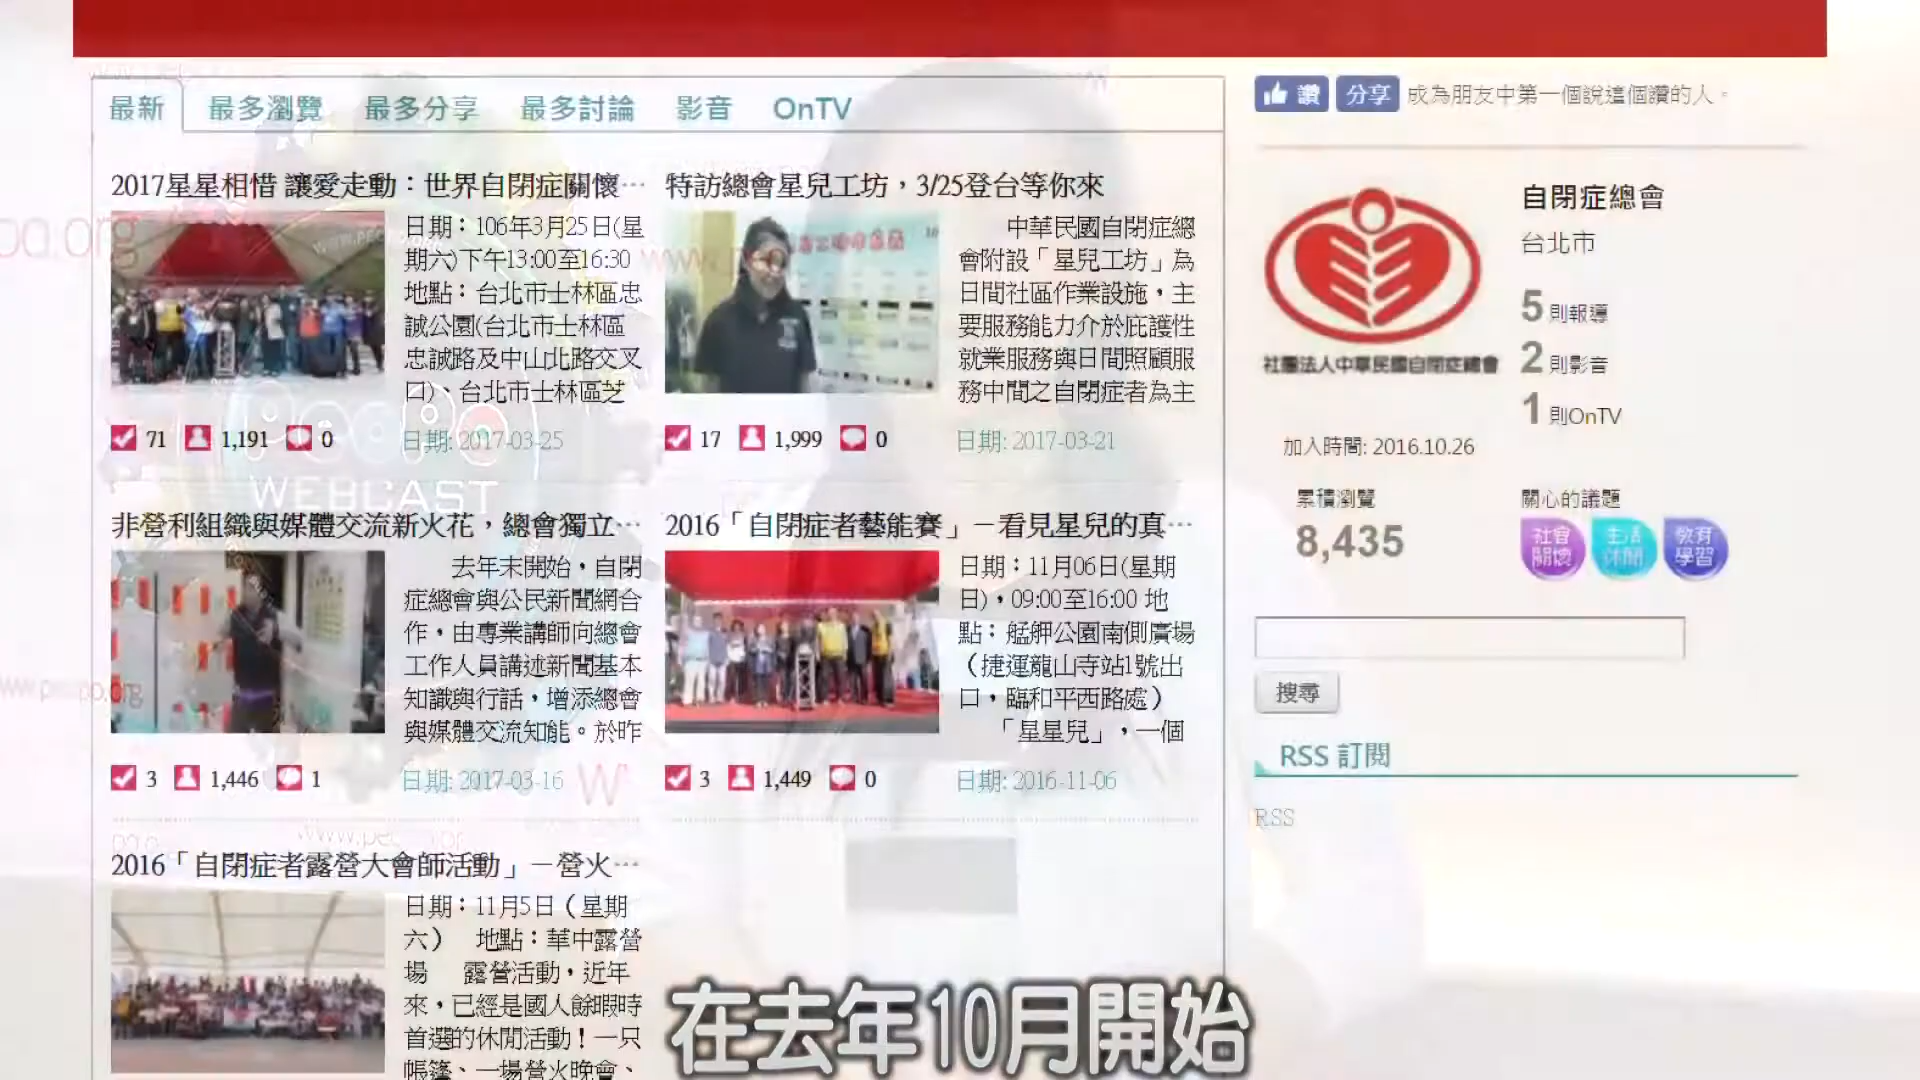 最新 最多瀏覽 最多分享 最多討論 影音 OnTV
2017星星相惜 讓愛走動：世界自閉症關懷…
日期：106年3月25日(星
期六)下午13:00至16:30
地點：台北市士林區忠
誠公園(台北市士林區
忠誠路及中山北路交叉
口)、台北市士林區芝
71 1,191 0 日期: 2017-03-25
特訪總會星兒工坊，3/25登台等你來
中華民國自閉症總
會附設「星兒工坊」為
日間社區作業設施，主
要服務能力介於庇護性
就業服務與日間照顧服
務中間之自閉症者為主
17 1,999 0 日期: 2017-03-21
PeoPo
WEBCAST
非營利組織與媒體交流新火花，總會獨立…
去年末開始，自閉
症總會與公民新聞網合
作，由專業講師向總會
工作人員講述新聞基本
知識與行話，增添總會
與媒體交流知能。於昨
3 1,446 1 日期: 2017-03-16
2016「自閉症者藝能賽」－看見星兒的真…
日期：11月06日(星期
日)，09:00至16:00 地
點：艋舺公園南側廣場
（捷運龍山寺站1號出
口，臨和平西路處）
「星星兒」，一個
3 1,449 0 日期: 2016-11-06
2016「自閉症者露營大會師活動」－營火…
日期：11月5日（星期
六） 地點：華中露營
場 露營活動，近年
來，已經是國人餘暇時
首選的休閒活動！一只
帳篷、一場營火晚會、
讚 分享 成為朋友中第一個說這個讚的人。
社團法人中華民國自閉症總會
自閉症總會
台北市
5 則報導
2 則影音
1 則OnTV
加入時間: 2016.10.26
累積瀏覽
8,435
關心的議題
社會
關懷
生活
休閒
教育
學習
搜尋
RSS 訂閱
RSS
在去年10月開始